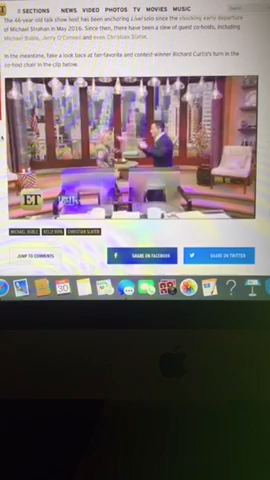 SECTIONS NEWS VIDEO PHOTOS TV MOVIES MUSIC
The 46-year-old talk show host has been anchoring Live! solo since the shocking early departure
of Michael Strahan in May 2016. Since then, there have been a slew of guest co-hosts, including
Michael Buble, Jerry O'Connell and even Christian Slater.
In the meantime, take a look back at fan-favorite and contest-winner Richard Curtis's turn in the
co-host chair in the clip below.
ET
MICHAEL BUBLE KELLY RIPA CHRISTIAN SLATER
JUMP TO COMMENTS
SHARE ON FACEBOOK
SHARE ON TWITTER
30